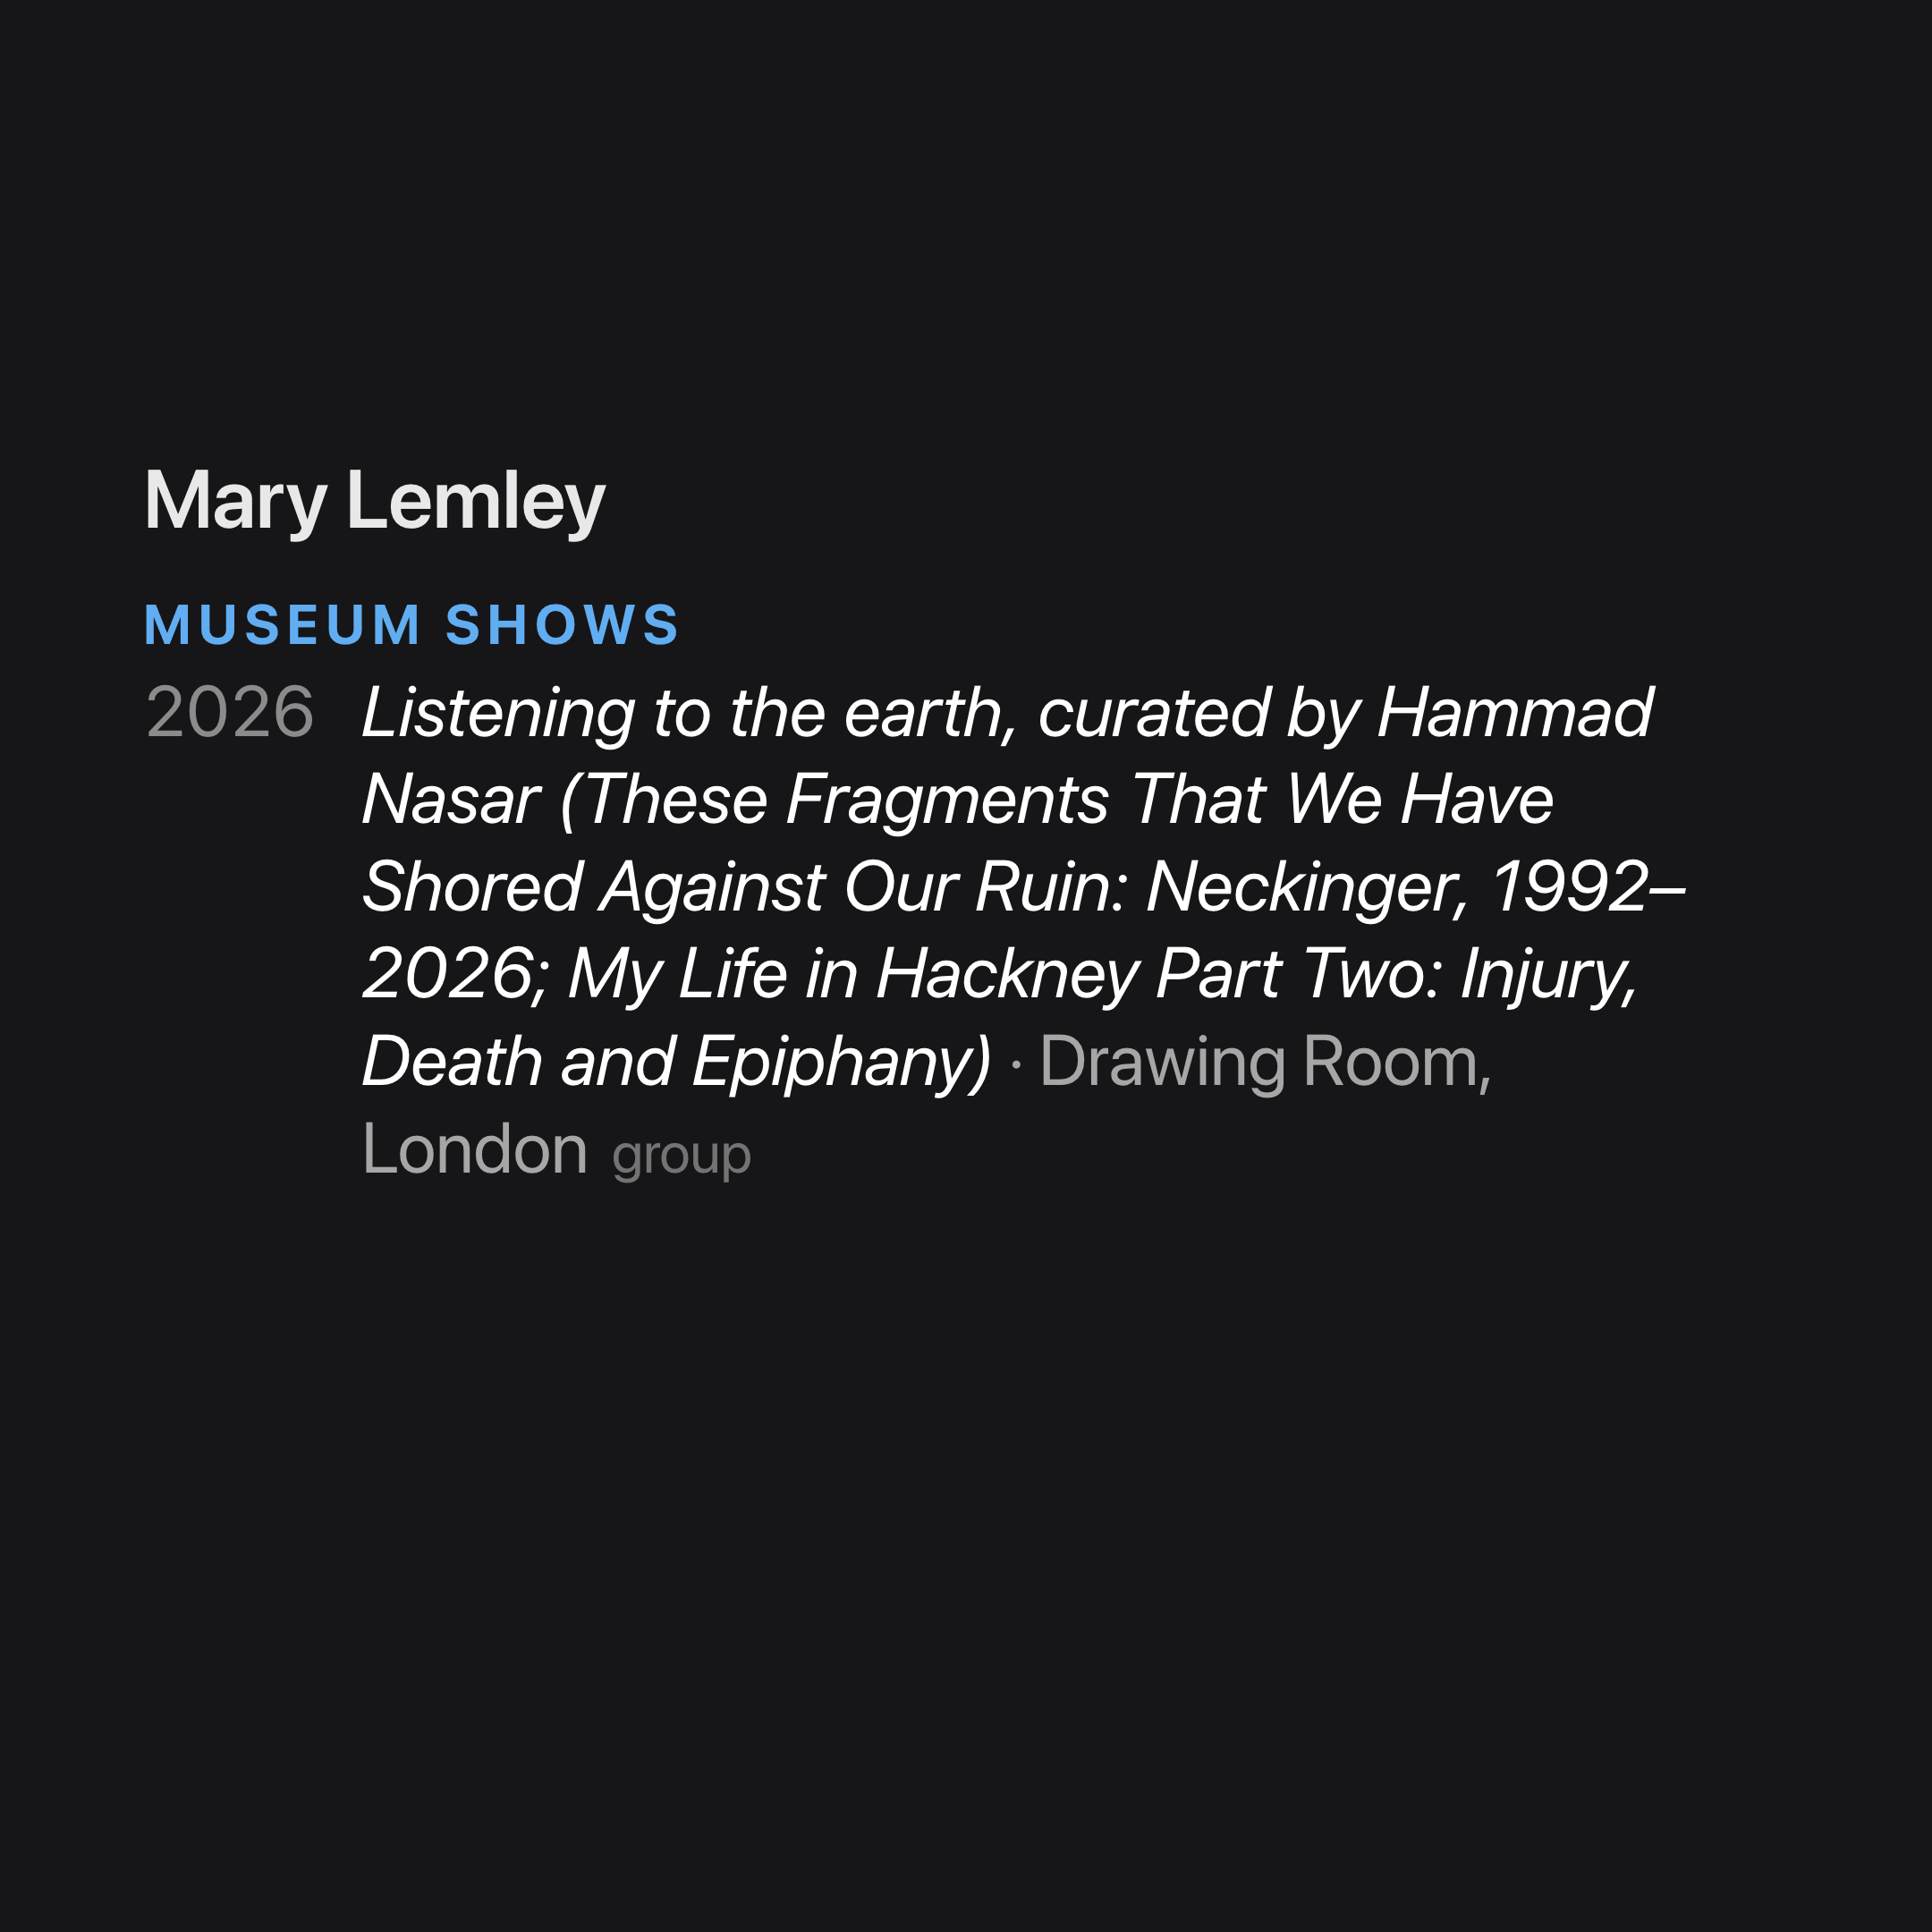 Mary Lemley
MUSEUM SHOWS
2026 Listening to the earth, curated by Hammad
Nasar (These Fragments That We Have
Shored Against Our Ruin: Neckinger, 1992–
2026; My Life in Hackney Part Two: Injury,
Death and Epiphany) · Drawing Room,
London group